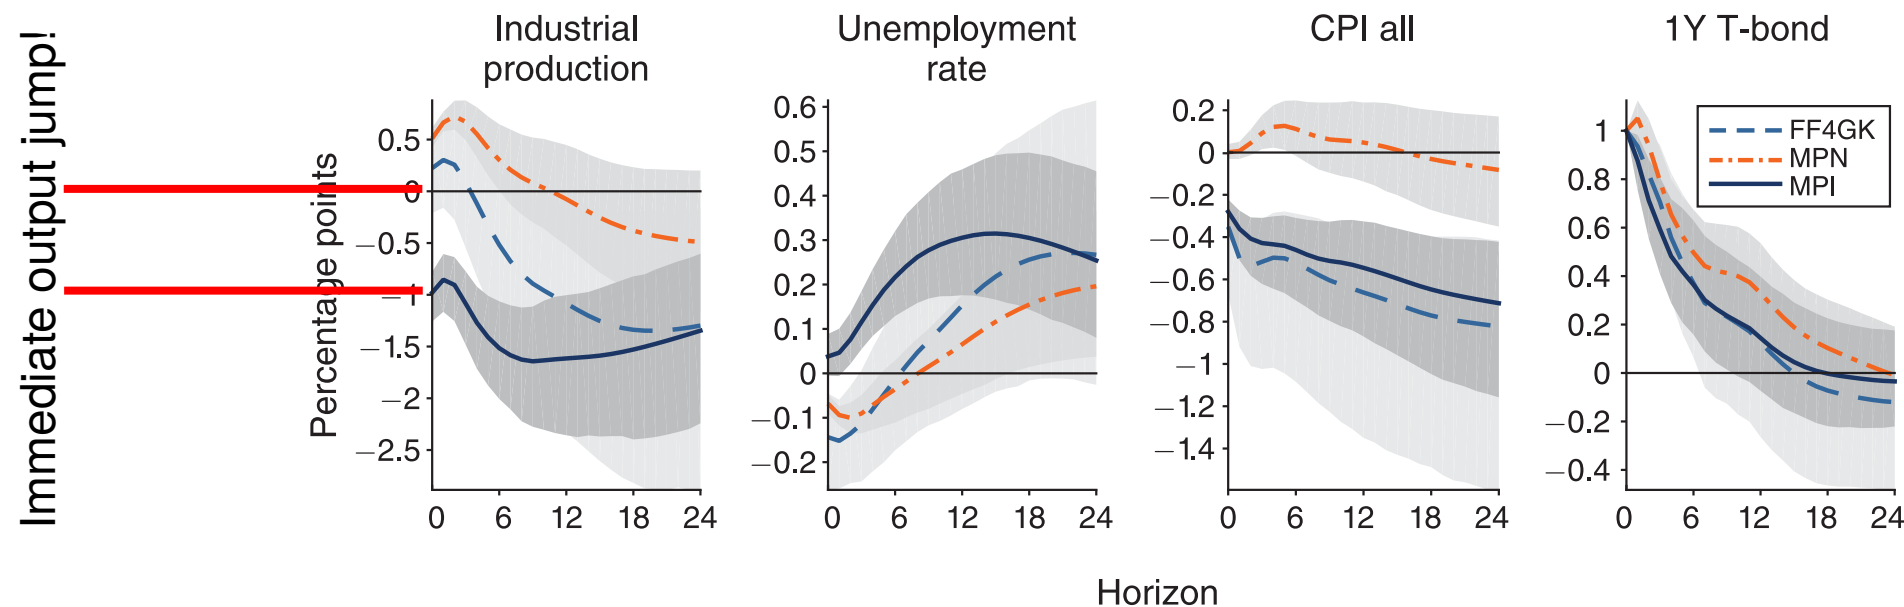 Immediate output jump!
Industrial
production
Unemployment
rate
CPI all
1Y T-bond
Percentage points
0.5
0
−0.5
−1
−1.5
−2
−2.5
0 6 12 18 24
0.6
0.5
0.4
0.3
0.2
0.1
0
−0.1
−0.2
0 6 12 18 24
0.2
0
−0.2
−0.4
−0.6
−0.8
−1
−1.2
−1.4
0 6 12 18 24
1
0.8
0.6
0.4
0.2
0
−0.2
−0.4
0 6 12 18 24
FF4GK
MPN
MPI
Horizon